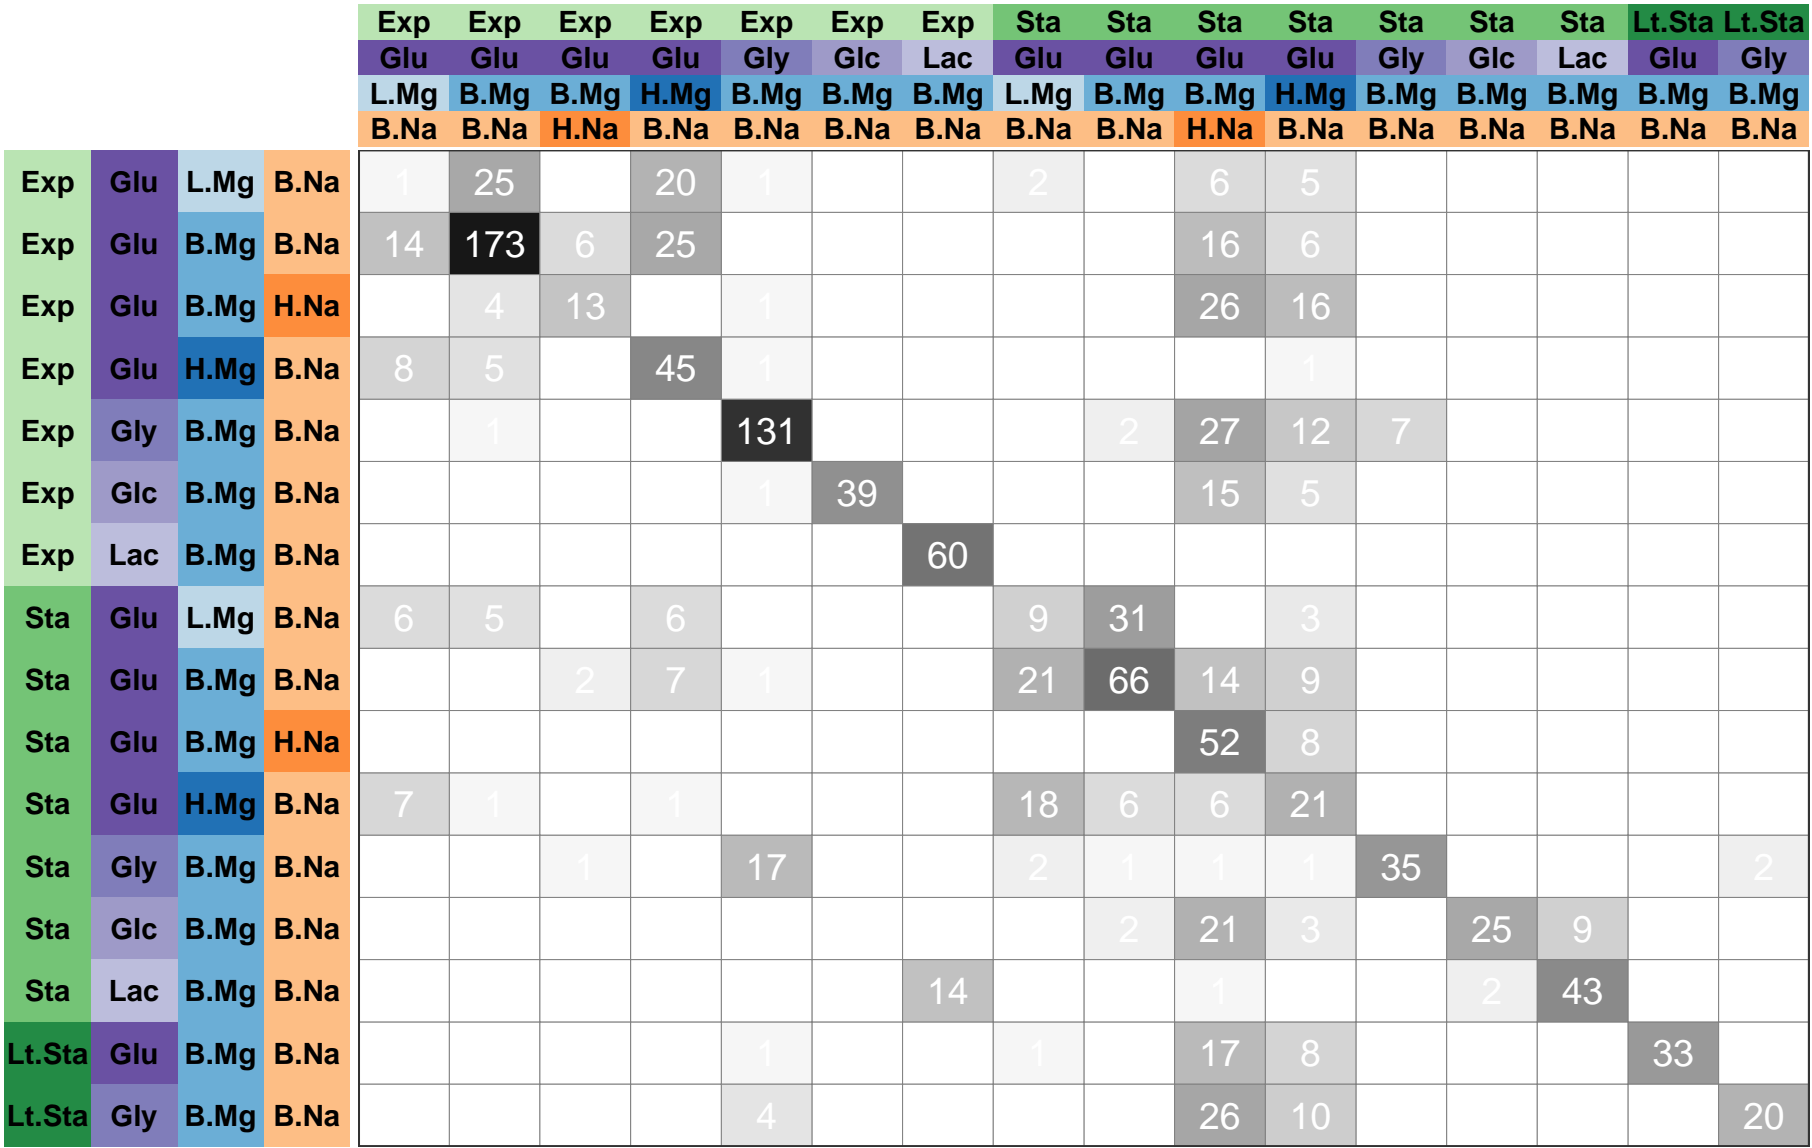 Exp Exp Exp Exp Exp Exp Exp Sta Sta Sta Sta Sta Sta Sta Lt.Sta Lt.Sta
Glu Glu Glu Glu Gly Glc Lac Glu Glu Glu Glu Gly Glc Lac Glu Gly
L.Mg B.Mg B.Mg H.Mg B.Mg B.Mg B.Mg L.Mg B.Mg B.Mg H.Mg B.Mg B.Mg B.Mg B.Mg B.Mg
B.Na B.Na H.Na B.Na B.Na B.Na B.Na B.Na B.Na H.Na B.Na B.Na B.Na B.Na B.Na B.Na
Exp Glu L.Mg B.Na 1 25 20 1 2 6 5
Exp Glu B.Mg B.Na 14 173 6 25 16 6
Exp Glu B.Mg H.Na 4 13 1 26 16
Exp Glu H.Mg B.Na 8 5 45 1 1
Exp Gly B.Mg B.Na 1 131 2 27 12 7
Exp Glc B.Mg B.Na 1 39 15 5
Exp Lac B.Mg B.Na 60
Sta Glu L.Mg B.Na 6 5 6 9 31 3
Sta Glu B.Mg B.Na 2 7 1 21 66 14 9
Sta Glu B.Mg H.Na 52 8
Sta Glu H.Mg B.Na 7 1 1 18 6 6 21
Sta Gly B.Mg B.Na 1 17 2 1 1 1 35 2
Sta Glc B.Mg B.Na 2 21 3 25 9
Sta Lac B.Mg B.Na 14 1 2 43
Lt.Sta Glu B.Mg B.Na 1 1 17 8 33
Lt.Sta Gly B.Mg B.Na 4 26 10 20